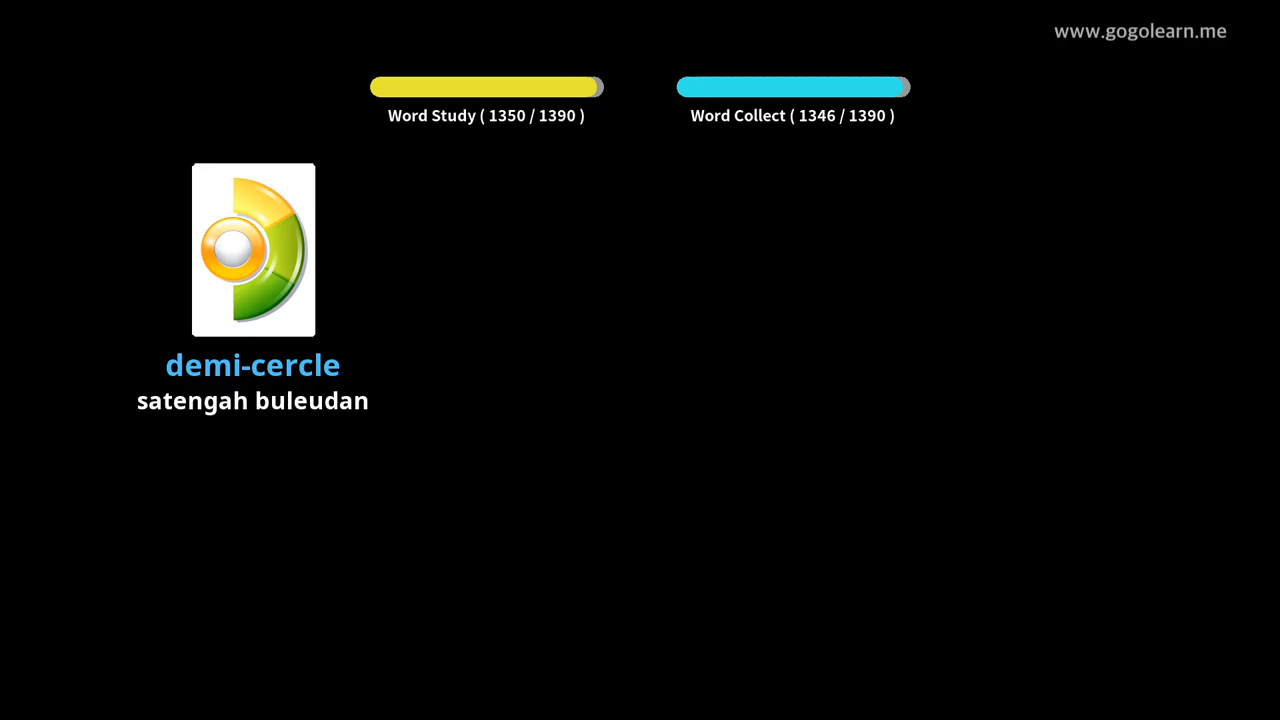 www.gogolearn.me
Word Study ( 1350 / 1390 )
Word Collect ( 1346 / 1390 )
demi-cercle
satengah buleudan